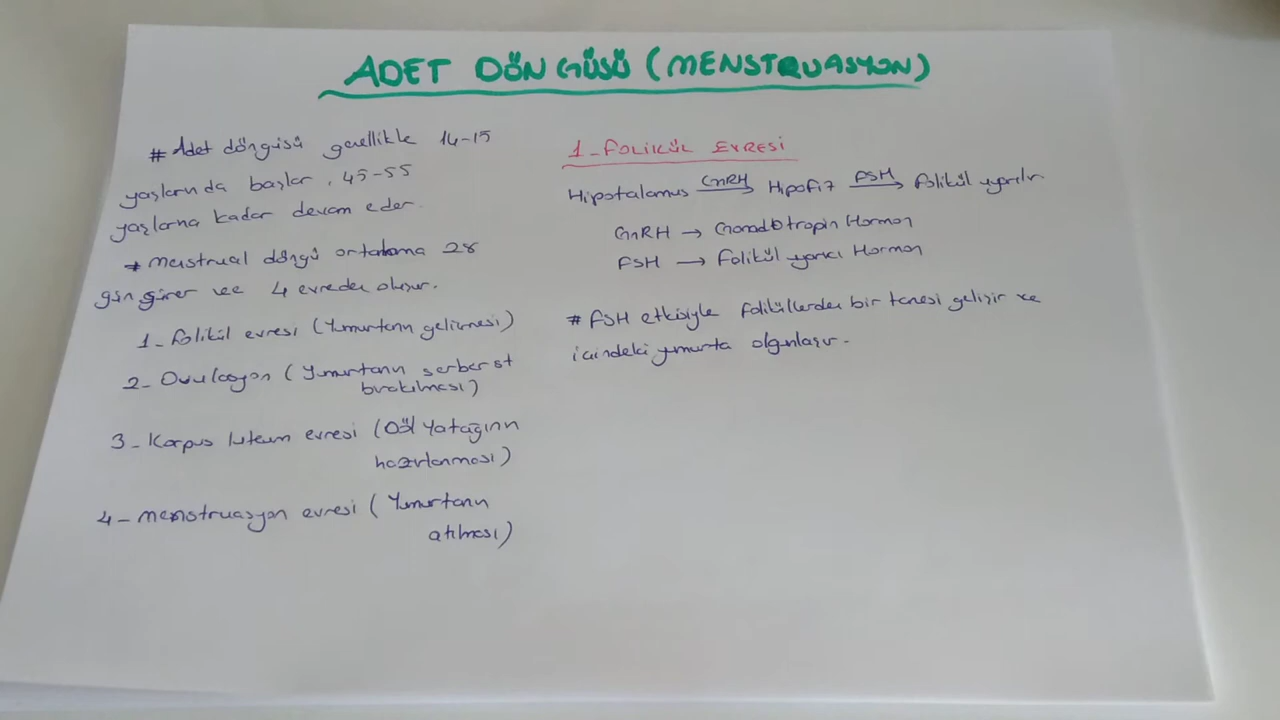 ADET DÖNGÜSÜ (MENSTRUASYON)
# Adet döngüsü genellikle 14-15
yaşlarında başlar, 45-55
yaşlarına kadar devam eder.
* Menstrual döngü ortalama 28
gün sürer ve 4 evreden oluşur.
1- Folikül evresi (Yumurtanın gelişmesi)
2- Ovulasyon (Yumurtanın serberst
bırakılması)
3- Korpus luteum evresi (Döl Yatağının
hazırlanması)
4- menstruasyon evresi (Yumurtanın
atılması)
1- FOLİKÜL EVRESİ
Hipotalamus GnRH → Hipofiz FSH → Folikül uyarılır
GnRH → Gonadotropin Hormon
FSH → Folikül uyarıcı Hormon
# FSH etkisiyle foliküllerden bir tanesi gelişir ve
içindeki yumurta olgunlaşır.